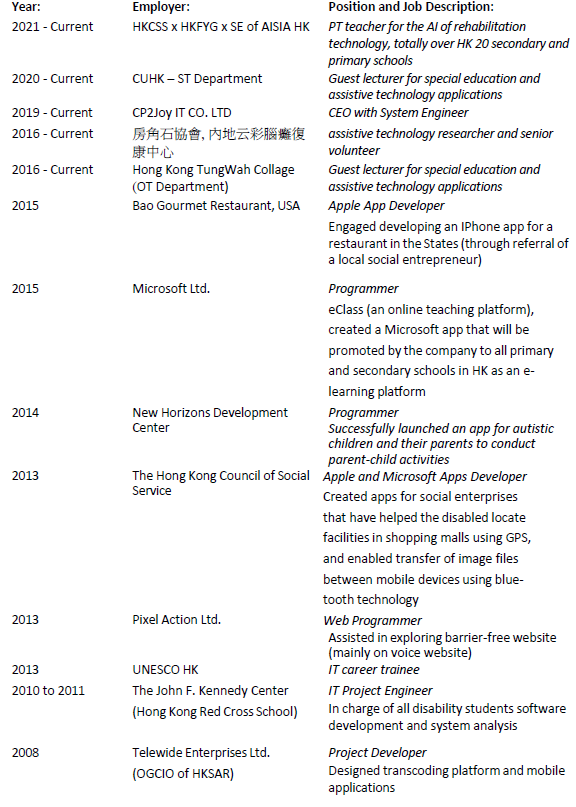 Year: Employer: Position and Job Description:
2021 - Current HKCSS x HKFYG x SE of AISIA HK PT teacher for the AI of rehabilitation
technology, totally over HK 20 secondary and
primary schools
2020 - Current CUHK – ST Department Guest lecturer for special education and
assistive technology applications
2019 - Current CP2Joy IT CO. LTD CEO with System Engineer
2016 - Current 房角石協會, 內地云彩腦癱復 assistive technology researcher and senior
康中心 volunteer
2016 - Current Hong Kong TungWah Collage Guest lecturer for special education and
(OT Department) assistive technology applications
2015 Bao Gourmet Restaurant, USA Apple App Developer
Engaged developing an IPhone app for a
restaurant in the States (through referral of
a local social entrepreneur)
2015 Microsoft Ltd. Programmer
eClass (an online teaching platform),
created a Microsoft app that will be
promoted by the company to all primary
and secondary schools in HK as an e-
learning platform
2014 New Horizons Development Programmer
Center Successfully launched an app for autistic
children and their parents to conduct
parent-child activities
2013 The Hong Kong Council of Social Apple and Microsoft Apps Developer
Service Created apps for social enterprises
that have helped the disabled locate
facilities in shopping malls using GPS,
and enabled transfer of image files
between mobile devices using blue-
tooth technology
2013 Pixel Action Ltd. Web Programmer
Assisted in exploring barrier-free website
(mainly on voice website)
2013 UNESCO HK IT career trainee
2010 to 2011 The John F. Kennedy Center IT Project Engineer
(Hong Kong Red Cross School) In charge of all disability students software
development and system analysis
2008 Telewide Enterprises Ltd. Project Developer
(OGCIO of HKSAR) Designed transcoding platform and mobile
applications